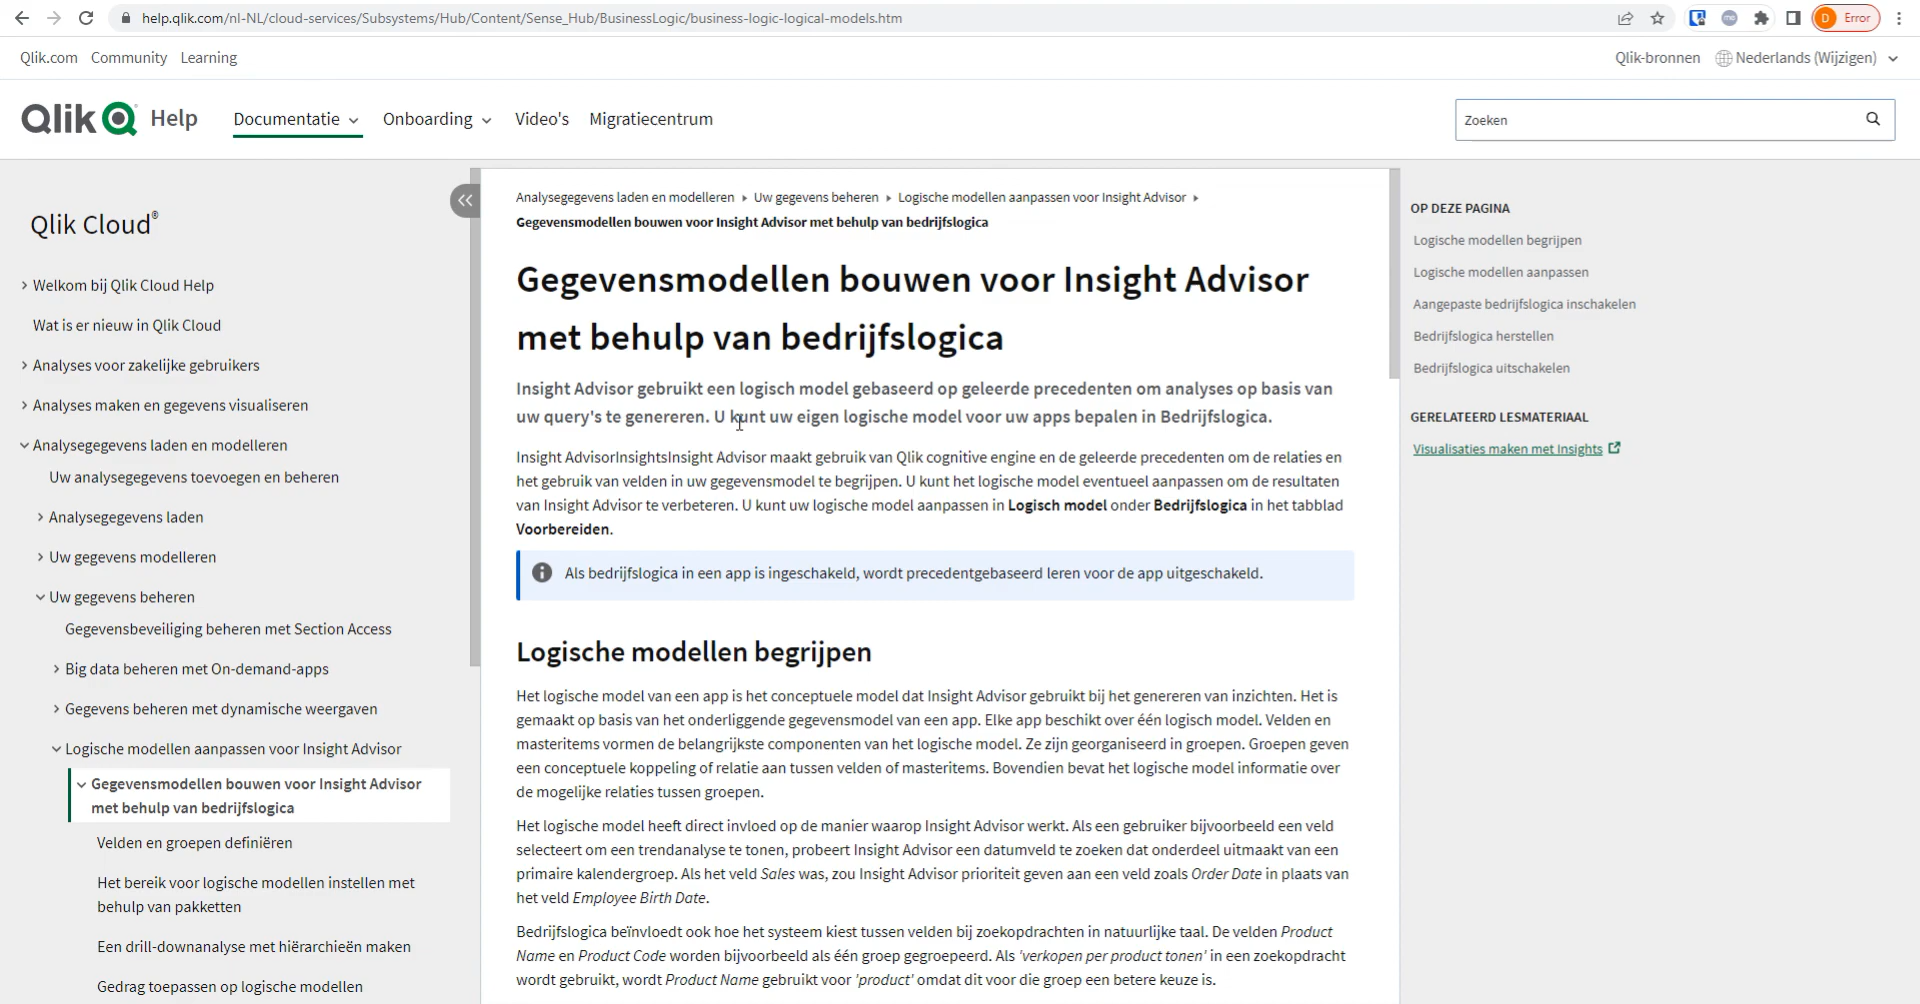 help.qlik.com/nl-NL/cloud-services/Subsystems/Hub/Content/Sense_Hub/BusinessLogic/business-logic-logical-models.htm
D Error
Qlik.com Community Learning
Qlik-bronnen Nederlands (Wijzigen)
Qlik Help Documentatie Onboarding Video's Migratiecentrum
Zoeken
Qlik Cloud®
Welkom bij Qlik Cloud Help
Wat is er nieuw in Qlik Cloud
Analyses voor zakelijke gebruikers
Analyses maken en gegevens visualiseren
Analysegegevens laden en modelleren
Uw analysegegevens toevoegen en beheren
Analysegegevens laden
Uw gegevens modelleren
Uw gegevens beheren
Gegevensbeveiliging beheren met Section Access
Big data beheren met On-demand-apps
Gegevens beheren met dynamische weergaven
Logische modellen aanpassen voor Insight Advisor
Gegevensmodellen bouwen voor Insight Advisor
met behulp van bedrijfslogica
Velden en groepen definiëren
Het bereik voor logische modellen instellen met
behulp van pakketten
Een drill-downanalyse met hiërarchieën maken
Gedrag toepassen op logische modellen
Analysegegevens laden en modelleren ▸ Uw gegevens beheren ▸ Logische modellen aanpassen voor Insight Advisor ▸
Gegevensmodellen bouwen voor Insight Advisor met behulp van bedrijfslogica
Gegevensmodellen bouwen voor Insight Advisor
met behulp van bedrijfslogica
Insight Advisor gebruikt een logisch model gebaseerd op geleerde precedenten om analyses op basis van
uw query's te genereren. U kunt uw eigen logische model voor uw apps bepalen in Bedrijfslogica.
Insight AdvisorInsightsInsight Advisor maakt gebruik van Qlik cognitive engine en de geleerde precedenten om de relaties en
het gebruik van velden in uw gegevensmodel te begrijpen. U kunt het logische model eventueel aanpassen om de resultaten
van Insight Advisor te verbeteren. U kunt uw logische model aanpassen in Logisch model onder Bedrijfslogica in het tabblad
Voorbereiden.
Als bedrijfslogica in een app is ingeschakeld, wordt precedentgebaseerd leren voor de app uitgeschakeld.
Logische modellen begrijpen
Het logische model van een app is het conceptuele model dat Insight Advisor gebruikt bij het genereren van inzichten. Het is
gemaakt op basis van het onderliggende gegevensmodel van een app. Elke app beschikt over één logisch model. Velden en
masteritems vormen de belangrijkste componenten van het logische model. Ze zijn georganiseerd in groepen. Groepen geven
een conceptuele koppeling of relatie aan tussen velden of masteritems. Bovendien bevat het logische model informatie over
de mogelijke relaties tussen groepen.
Het logische model heeft direct invloed op de manier waarop Insight Advisor werkt. Als een gebruiker bijvoorbeeld een veld
selecteert om een trendanalyse te tonen, probeert Insight Advisor een datumveld te zoeken dat onderdeel uitmaakt van een
primaire kalendergroep. Als het veld Sales was, zou Insight Advisor prioriteit geven aan een veld zoals Order Date in plaats van
het veld Employee Birth Date.
Bedrijfslogica beïnvloedt ook hoe het systeem kiest tussen velden bij zoekopdrachten in natuurlijke taal. De velden Product
Name en Product Code worden bijvoorbeeld als één groep gegroepeerd. Als 'verkopen per product tonen' in een zoekopdracht
wordt gebruikt, wordt Product Name gebruikt voor 'product' omdat dit voor die groep een betere keuze is.
OP DEZE PAGINA
Logische modellen begrijpen
Logische modellen aanpassen
Aangepaste bedrijfslogica inschakelen
Bedrijfslogica herstellen
Bedrijfslogica uitschakelen
GERELATEERD LESMATERIAAL
Visualisaties maken met Insights